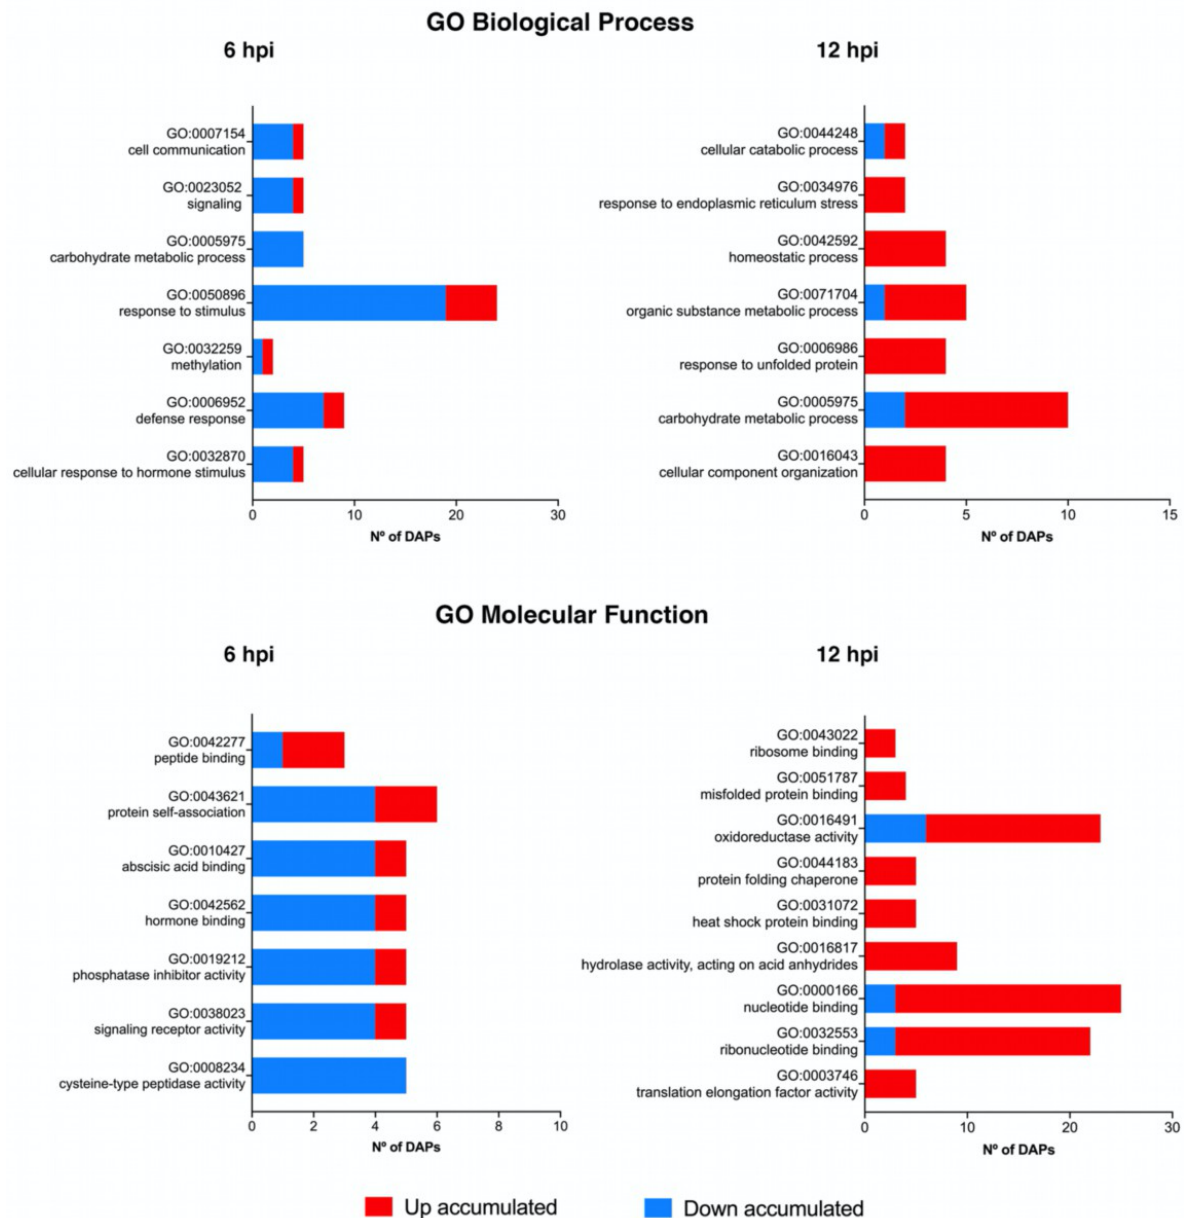 GO Biological Process
6 hpi
GO:0007154
cell communication
GO:0023052
signaling
GO:0005975
carbohydrate metabolic process
GO:0050896
response to stimulus
GO:0032259
methylation
GO:0006952
defense response
GO:0032870
cellular response to hormone stimulus
0 10 20 30
Nº of DAPs
12 hpi
GO:0044248
cellular catabolic process
GO:0034976
response to endoplasmic reticulum stress
GO:0042592
homeostatic process
GO:0071704
organic substance metabolic process
GO:0006986
response to unfolded protein
GO:0005975
carbohydrate metabolic process
GO:0016043
cellular component organization
0 5 10 15
Nº of DAPs
GO Molecular Function
6 hpi
GO:0042277
peptide binding
GO:0043621
protein self-association
GO:0010427
abscisic acid binding
GO:0042562
hormone binding
GO:0019212
phosphatase inhibitor activity
GO:0038023
signaling receptor activity
GO:0008234
cysteine-type peptidase activity
0 2 4 6 8 10
Nº of DAPs
12 hpi
GO:0043022
ribosome binding
GO:0051787
misfolded protein binding
GO:0016491
oxidoreductase activity
GO:0044183
protein folding chaperone
GO:0031072
heat shock protein binding
GO:0016817
hydrolase activity, acting on acid anhydrides
GO:0000166
nucleotide binding
GO:0032553
ribonucleotide binding
GO:0003746
translation elongation factor activity
0 10 20 30
Nº of DAPs
Up accumulated
Down accumulated